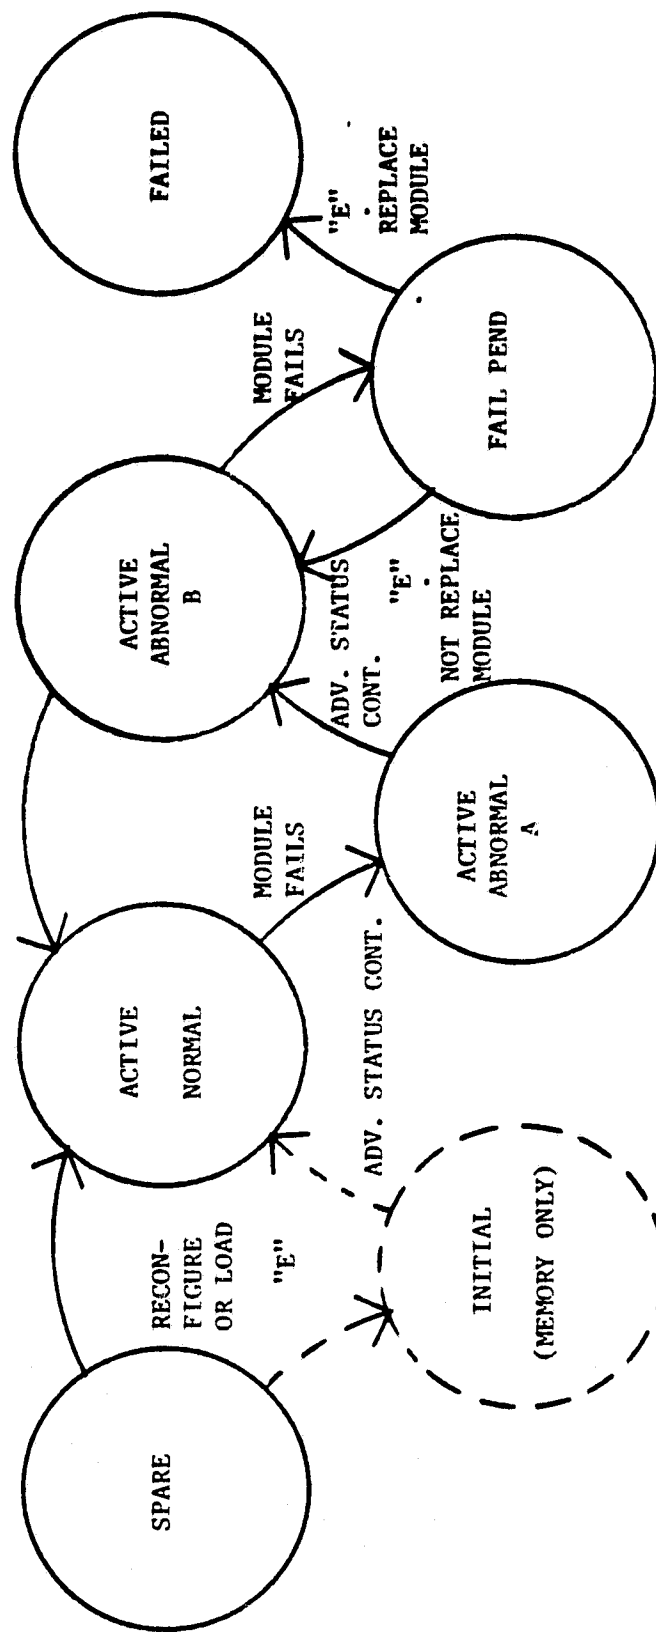 SPARE
RECON-
FIGURE
OR LOAD
"E"
INITIAL
(MEMORY ONLY)
ACTIVE
NORMAL
ADV. STATUS CONT.
MODULE
FAILS
ACTIVE
ABNORMAL
A
ACTIVE
ABNORMAL
B
ADV. STATUS
CONT.
"E"
·
NOT REPLACE
MODULE
MODULE
FAILS
FAIL PEND
"E"
·
REPLACE
MODULE
FAILED